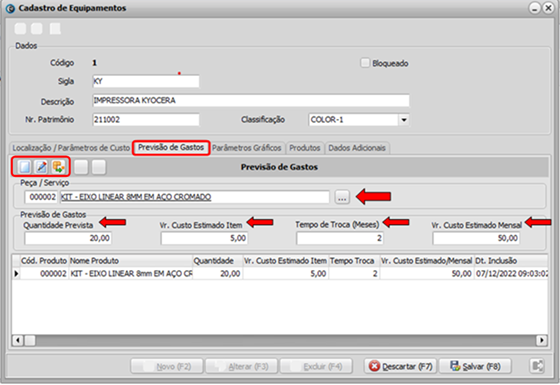 Cadastro de Equipamentos
Dados
Código 1 Bloqueado
Sigla KY
Descrição IMPRESSORA KYOCERA
Nr. Patrimônio 211002 Classificação COLOR-1
Localização / Parâmetros de Custo Previsão de Gastos Parâmetros Gráficos Produtos Dados Adicionais
Previsão de Gastos
Peça / Serviço
000002 KIT - EIXO LINEAR 8MM EM AÇO CROMADO ...
Previsão de Gastos
Quantidade Prevista Vr. Custo Estimado Item Tempo de Troca (Meses) Vr. Custo Estimado Mensal
20,00 5,00 2 50,00
Cód. Produto Nome Produto Quantidade Vr. Custo Estimado Item Tempo Troca Vr. Custo Estimado/Mensal Dt. Inclusão
000002 KIT - EIXO LINEAR 8mm EM AÇO CR 20,00 5,00 2 50,00 07/12/2022 09:03:02
Novo (F2) Alterar (F3) Excluir (F4) Descartar (F7) Salvar (F8)